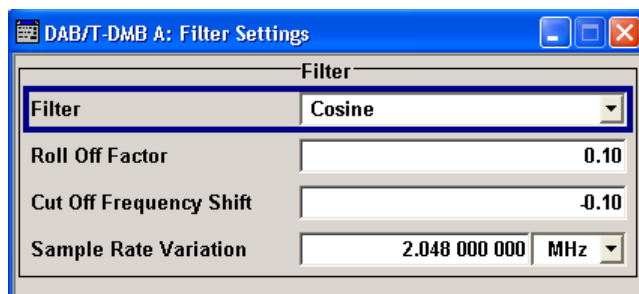 DAB/T-DMB A: Filter Settings
Filter
Filter Cosine
Roll Off Factor 0.10
Cut Off Frequency Shift -0.10
Sample Rate Variation 2.048 000 000 MHz